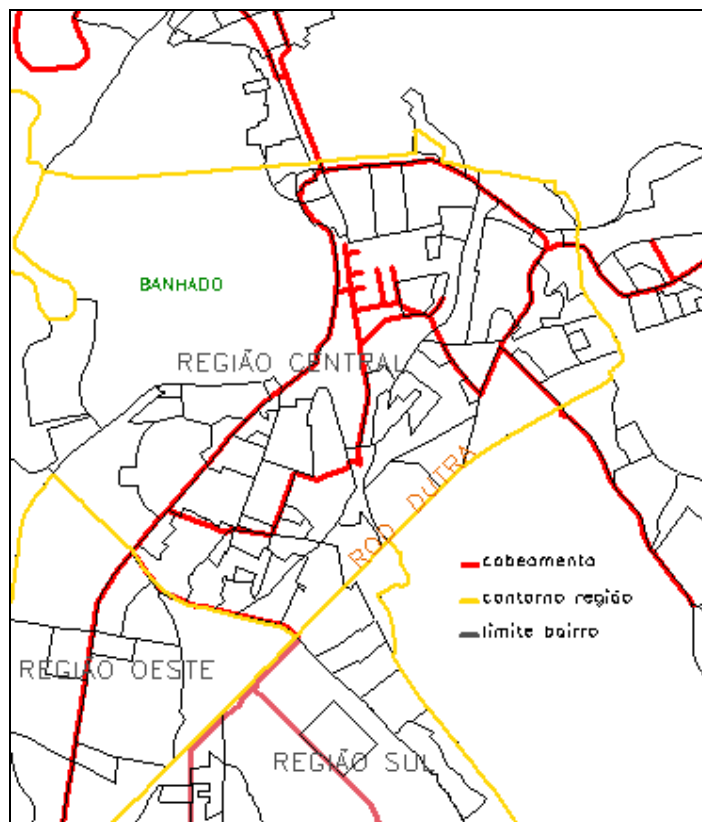 BANHADO
REGIÃO CENTRAL
ROD DUTRA
cabeamento
contorno região
limite bairro
REGIÃO OESTE
REGIÃO SUL